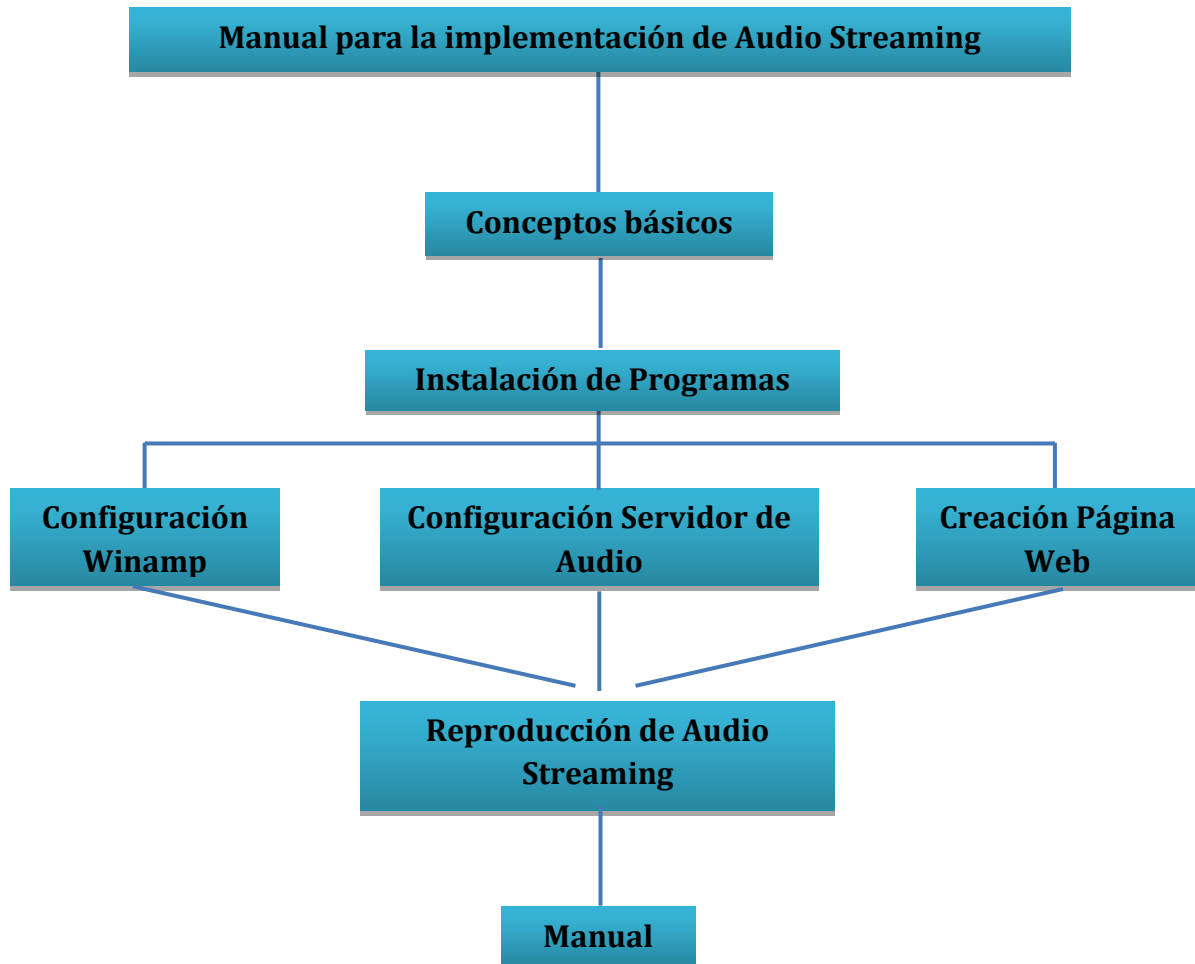 Manual para la implementación de Audio Streaming
Conceptos básicos
Instalación de Programas
Configuración
Winamp
Configuración Servidor de
Audio
Creación Página
Web
Reproducción de Audio
Streaming
Manual